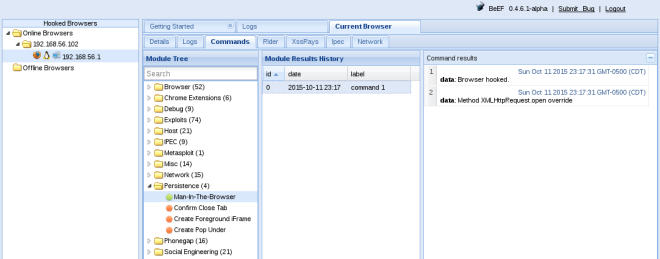 BeEF 0.4.6.1-alpha | Submit Bug | Logout
Hooked Browsers
Online Browsers
192.168.56.102
192.168.56.1
Offline Browsers
Getting Started
Logs
Current Browser
Details
Logs
Commands
Rider
XssRays
Ipec
Network
Module Tree
Search
Browser (52)
Chrome Extensions (6)
Debug (9)
Exploits (74)
Host (21)
IPEC (9)
Metasploit (1)
Misc (14)
Network (15)
Persistence (4)
Man-In-The-Browser
Confirm Close Tab
Create Foreground iFrame
Create Pop Under
Phonegap (16)
Social Engineering (21)
Module Results History
id date label
0 2015-10-11 23:17 command 1
Command results
1 Sun Oct 11 2015 23:17:31 GMT-0500 (CDT)
data: Browser hooked.
2 Sun Oct 11 2015 23:17:31 GMT-0500 (CDT)
data: Method XMLHttpRequest.open override